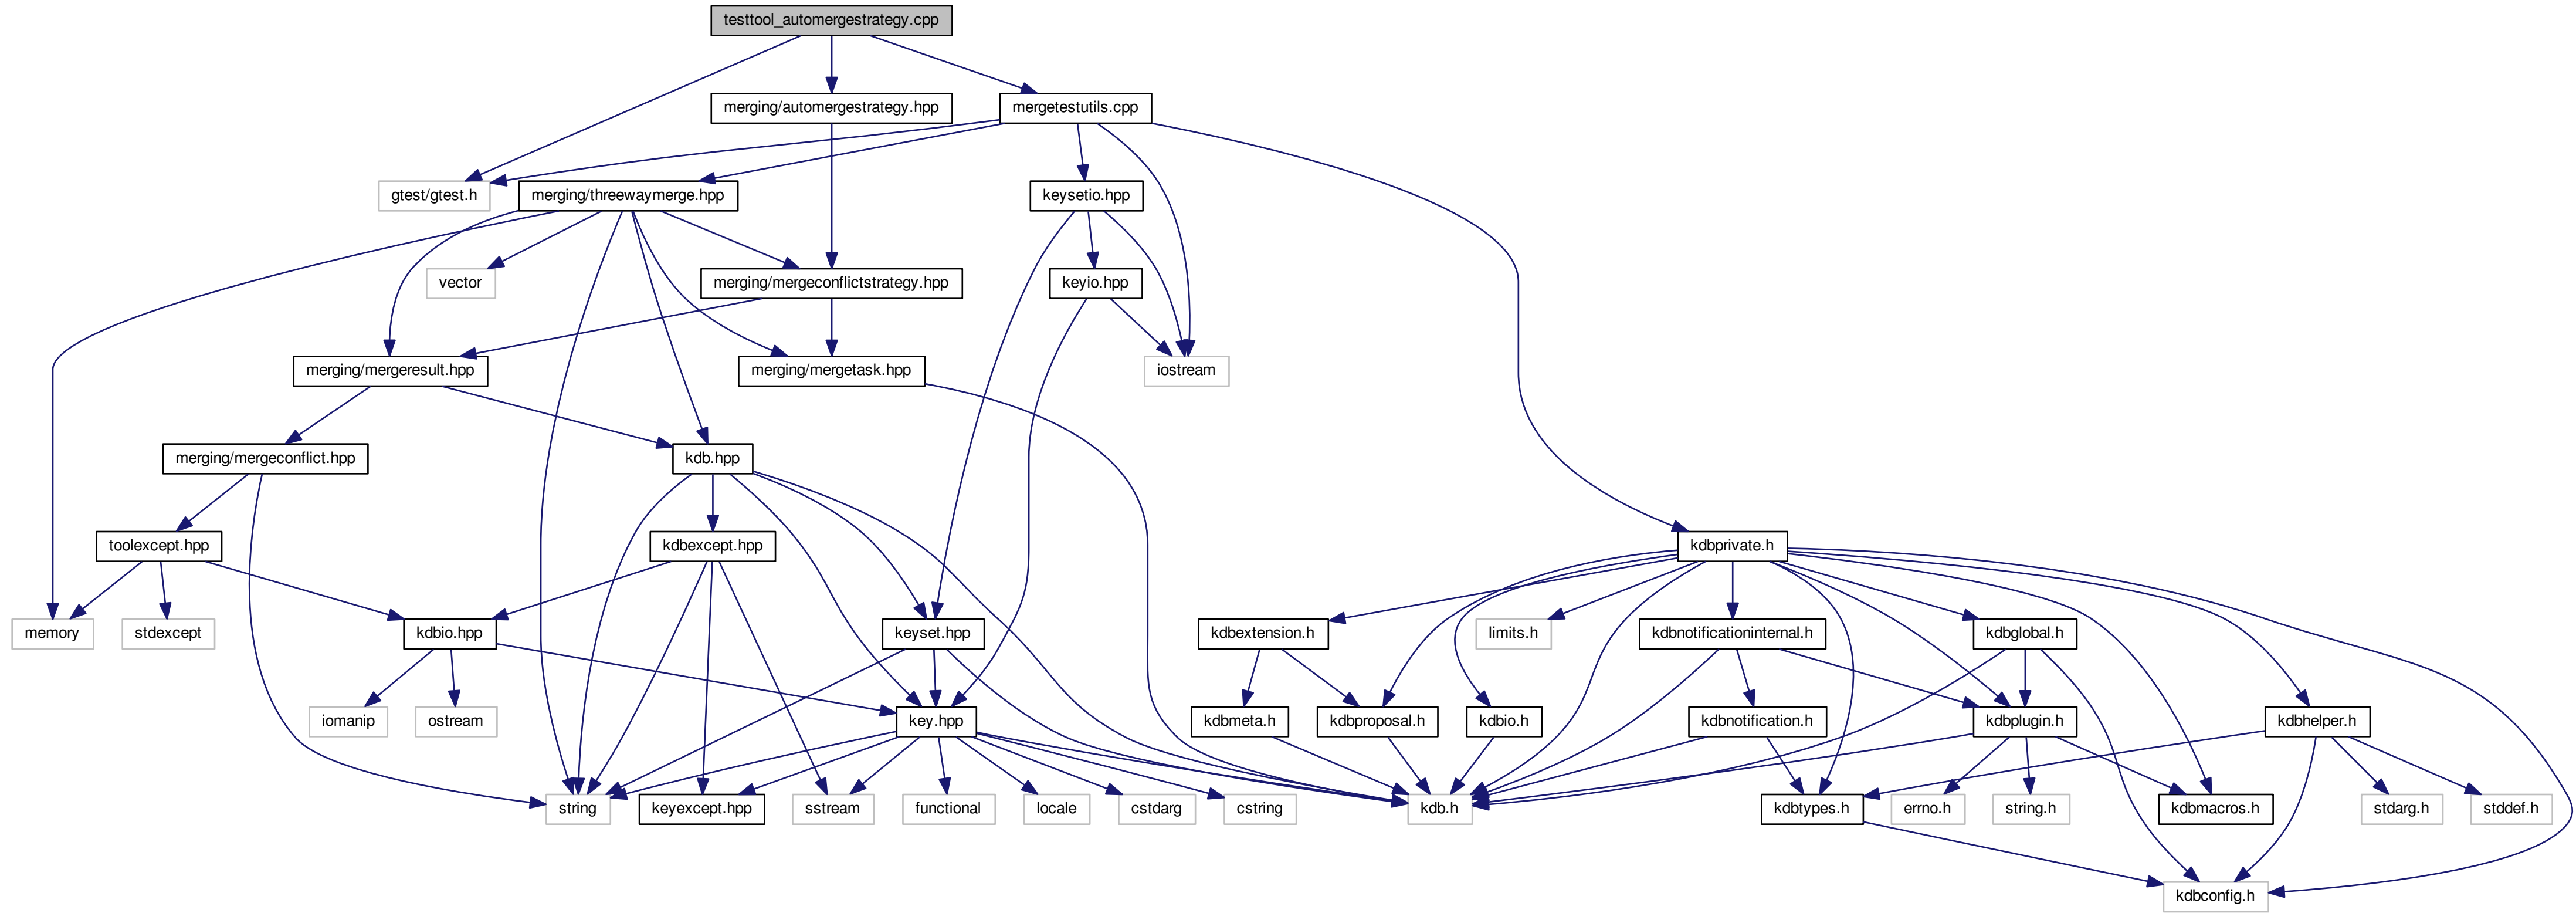 testtool_automergestrategy.cpp
merging/automergestrategy.hpp
mergetestutils.cpp
gtest/gtest.h
merging/threewaymerge.hpp
keysetio.hpp
vector
merging/mergeconflictstrategy.hpp
keyio.hpp
merging/mergeresult.hpp
merging/mergetask.hpp
iostream
merging/mergeconflict.hpp
kdb.hpp
toolexcept.hpp
kdbexcept.hpp
kdbprivate.h
memory
stdexcept
kdbio.hpp
keyset.hpp
kdbextension.h
limits.h
kdbnotificationinternal.h
kdbglobal.h
iomanip
ostream
key.hpp
kdbmeta.h
kdbproposal.h
kdbio.h
kdbnotification.h
kdbplugin.h
kdbhelper.h
string
keyexcept.hpp
sstream
functional
locale
cstdarg
cstring
kdb.h
kdbtypes.h
errno.h
string.h
kdbmacros.h
stdarg.h
stddef.h
kdbconfig.h